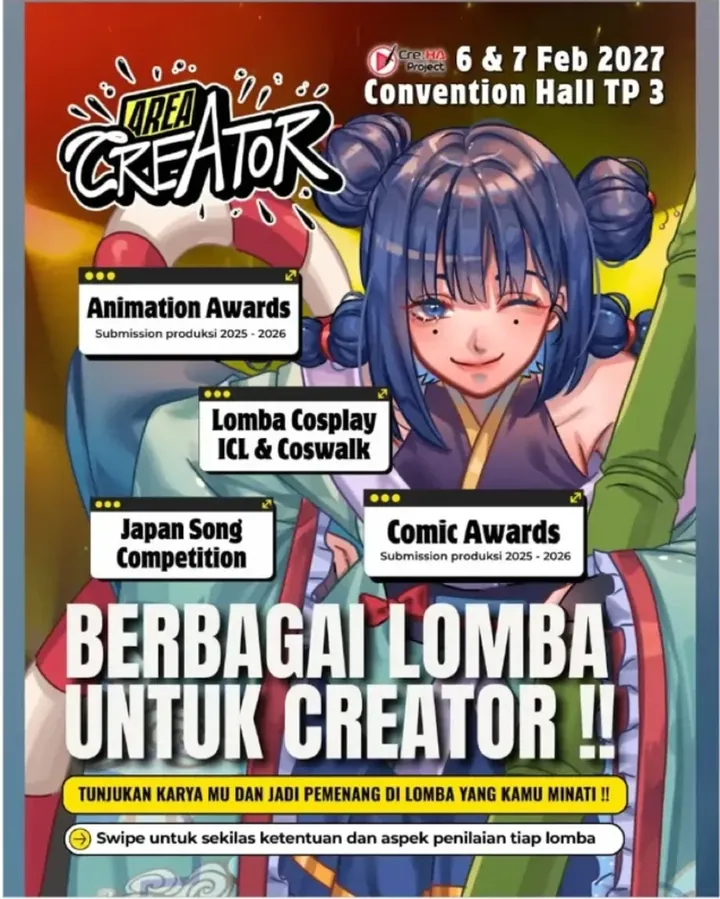 AREA
CREATOR
Cre-HA
Project
6 & 7 Feb 2027
Convention Hall TP 3
Animation Awards
Submission produksi 2025 - 2026
Lomba Cosplay
ICL & Coswalk
Japan Song
Competition
Comic Awards
Submission produksi 2025 - 2026
BERBAGAI LOMBA
UNTUK CREATOR !!
TUNJUKAN KARYA MU DAN JADI PEMENANG DI LOMBA YANG KAMU MINATI !!
Swipe untuk sekilas ketentuan dan aspek penilaian tiap lomba